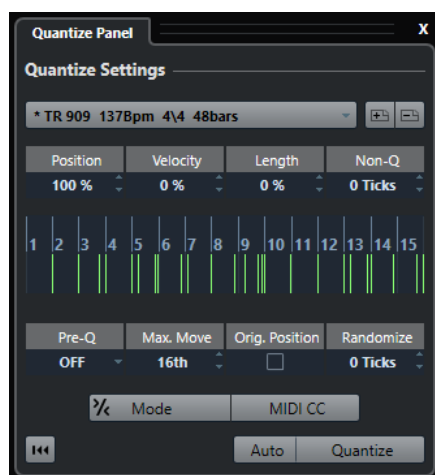 Quantize Panel X
Quantize Settings
* TR 909 137Bpm 4\4 48bars
Position Velocity Length Non-Q
100 % 0 % 0 % 0 Ticks
1 2 3 4 5 6 7 8 9 10 11 12 13 14 15
Pre-Q Max. Move Orig. Position Randomize
OFF 16th 0 Ticks
Mode MIDI CC
Auto Quantize